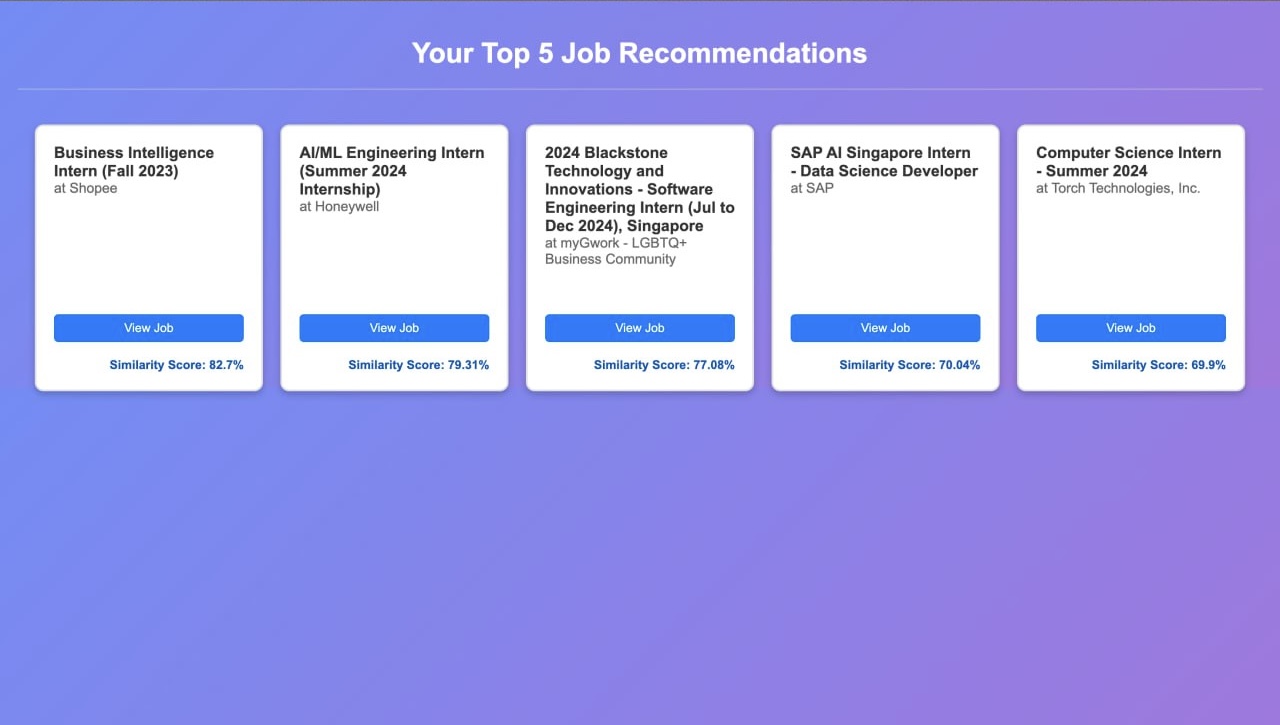 Your Top 5 Job Recommendations
Business Intelligence
Intern (Fall 2023)
at Shopee
View Job
Similarity Score: 82.7%
AI/ML Engineering Intern
(Summer 2024
Internship)
at Honeywell
View Job
Similarity Score: 79.31%
2024 Blackstone
Technology and
Innovations - Software
Engineering Intern (Jul to
Dec 2024), Singapore
at myGwork - LGBTQ+
Business Community
View Job
Similarity Score: 77.08%
SAP AI Singapore Intern
- Data Science Developer
at SAP
View Job
Similarity Score: 70.04%
Computer Science Intern
- Summer 2024
at Torch Technologies, Inc.
View Job
Similarity Score: 69.9%